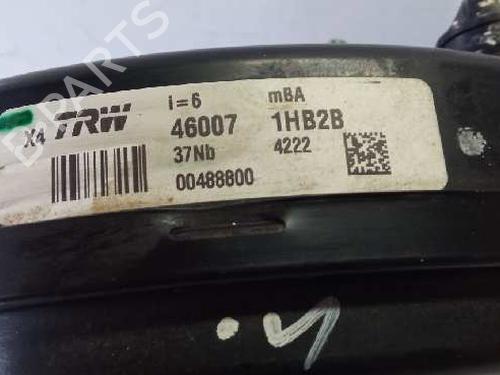 B-PARTS
X4 TRW i=6 mBA
46007 1HB2B
37Nb 4222
00488800